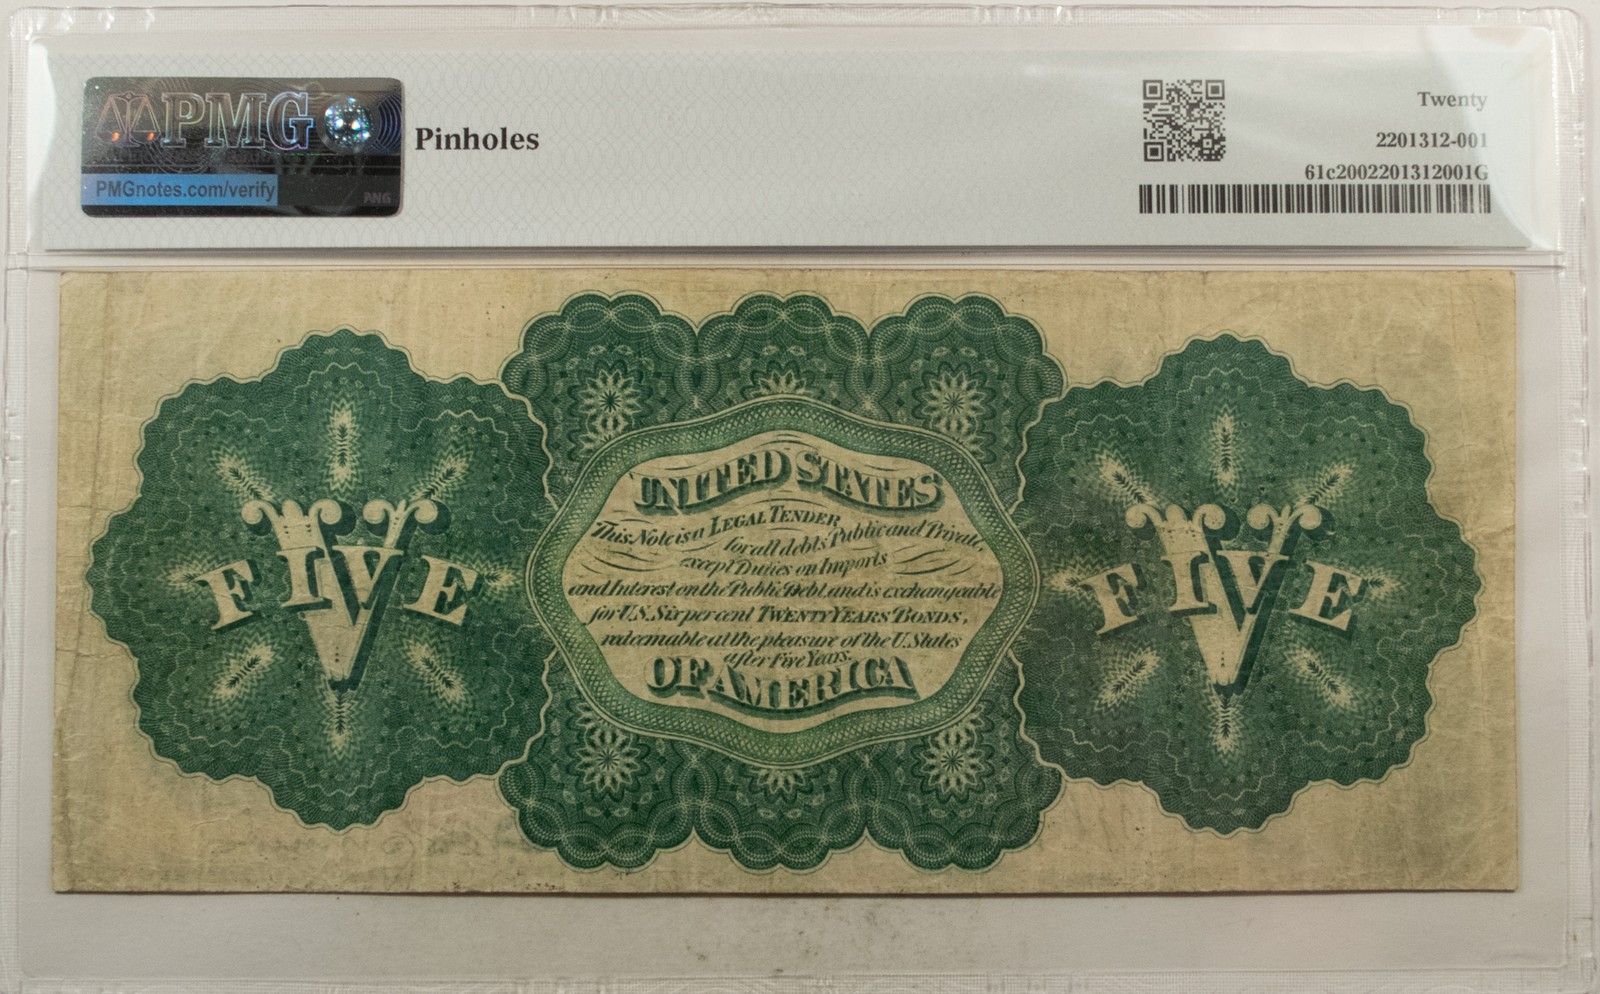 PMG
PMGnotes.com/verify
PNG
Pinholes
Twenty
2201312-001
61c2002201312001G
FIVE
V
UNITED STATES
This Note is a LEGAL TENDER
for all debts Public and Private,
except Duties on Imports
and Interest on the Public Debt, and is exchangeable
for U.S. Six per cent TWENTY YEARS BONDS,
redeemable at the pleasure of the U. States
after Five Years.
OF AMERICA
FIVE
V